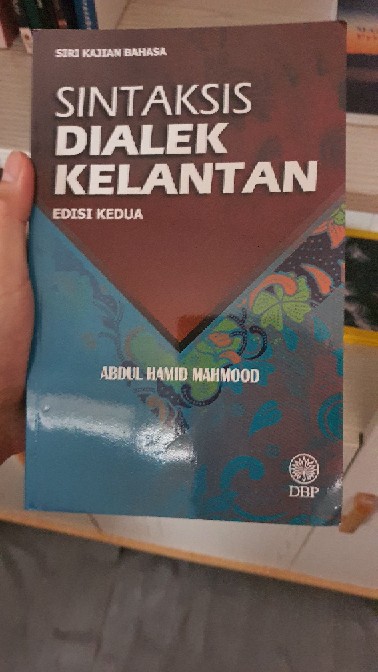 SIRI KAJIAN BAHASA
SINTAKSIS
DIALEK
KELANTAN
EDISI KEDUA
ABDUL HAMID MAHMOOD
DBP